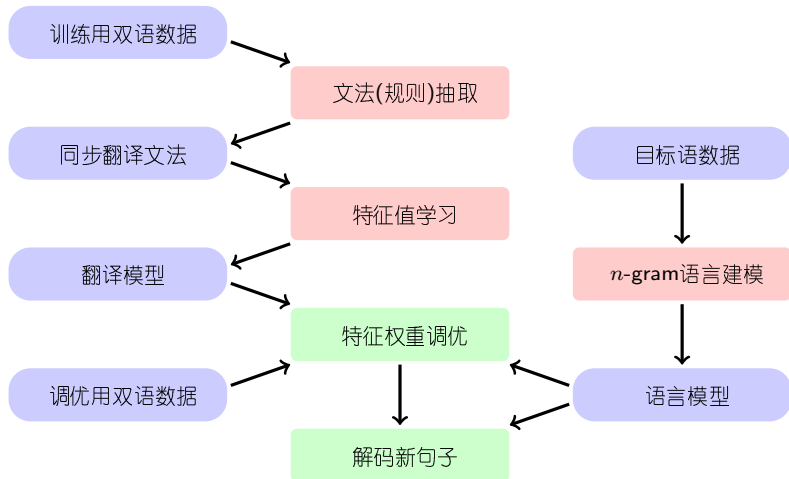 训练用双语数据
文法(规则)抽取
同步翻译文法
目标语数据
特征值学习
翻译模型
n-gram语言建模
特征权重调优
调优用双语数据
语言模型
解码新句子